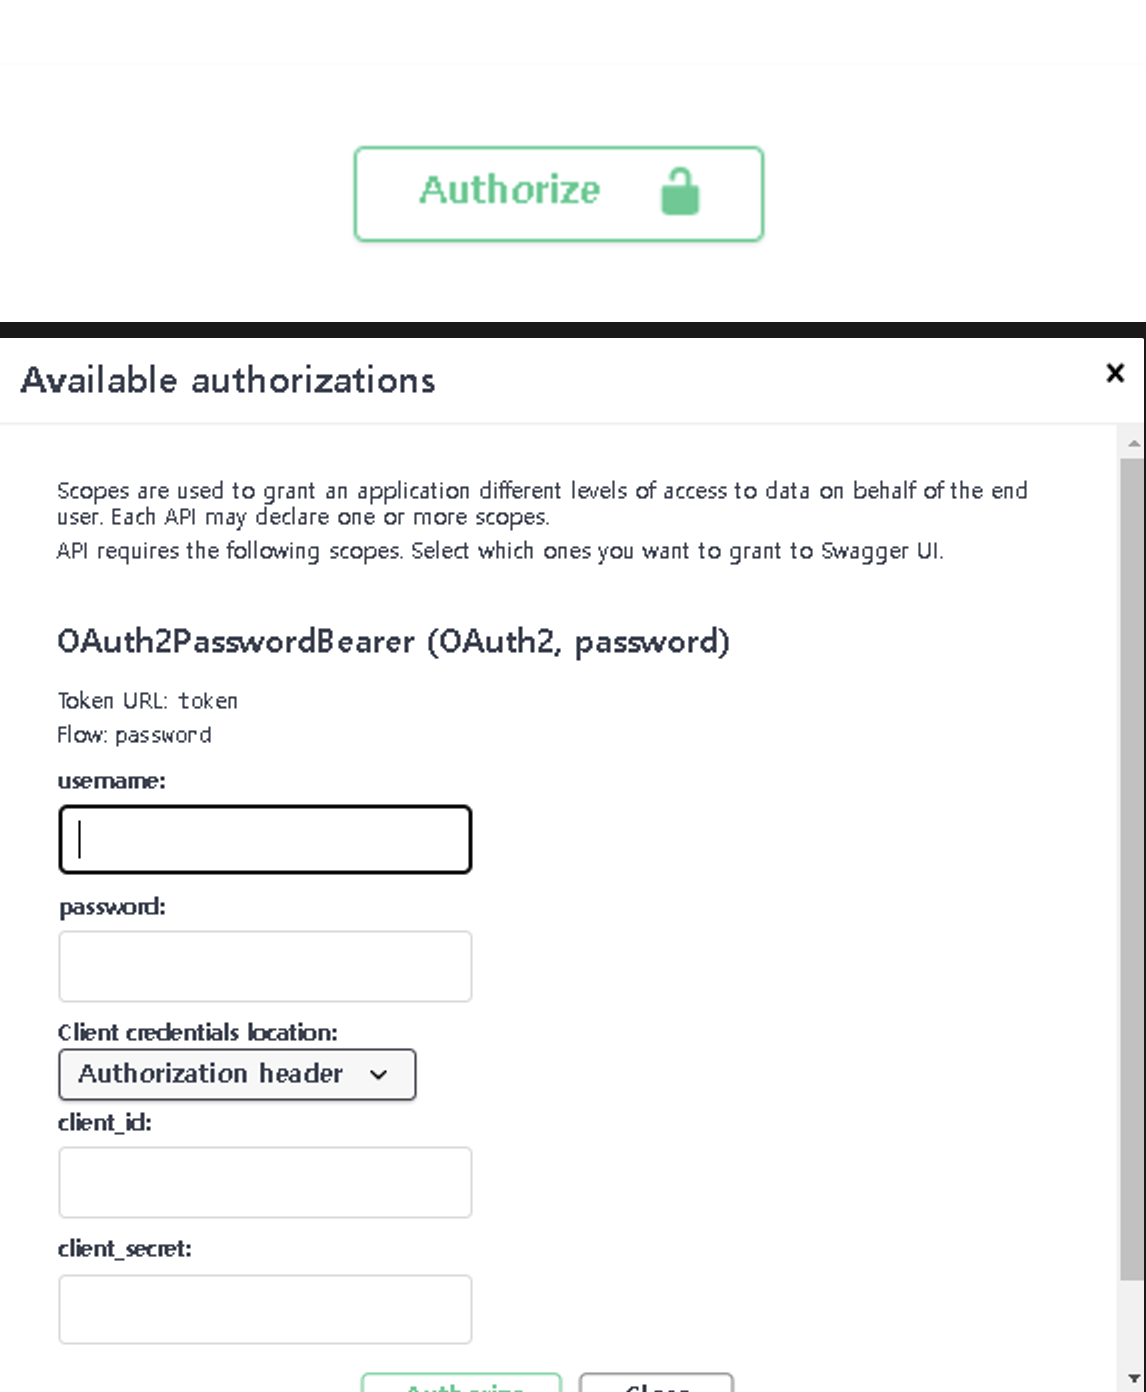 Authorize
Available authorizations
Scopes are used to grant an application different levels of access to data on behalf of the end
user. Each API may declare one or more scopes.
API requires the following scopes. Select which ones you want to grant to Swagger UI.
OAuth2PasswordBearer (OAuth2, password)
Token URL: token
Flow: password
username:
password:
Client credentials location:
Authorization header
client_id:
client_secret:
Authorize Close